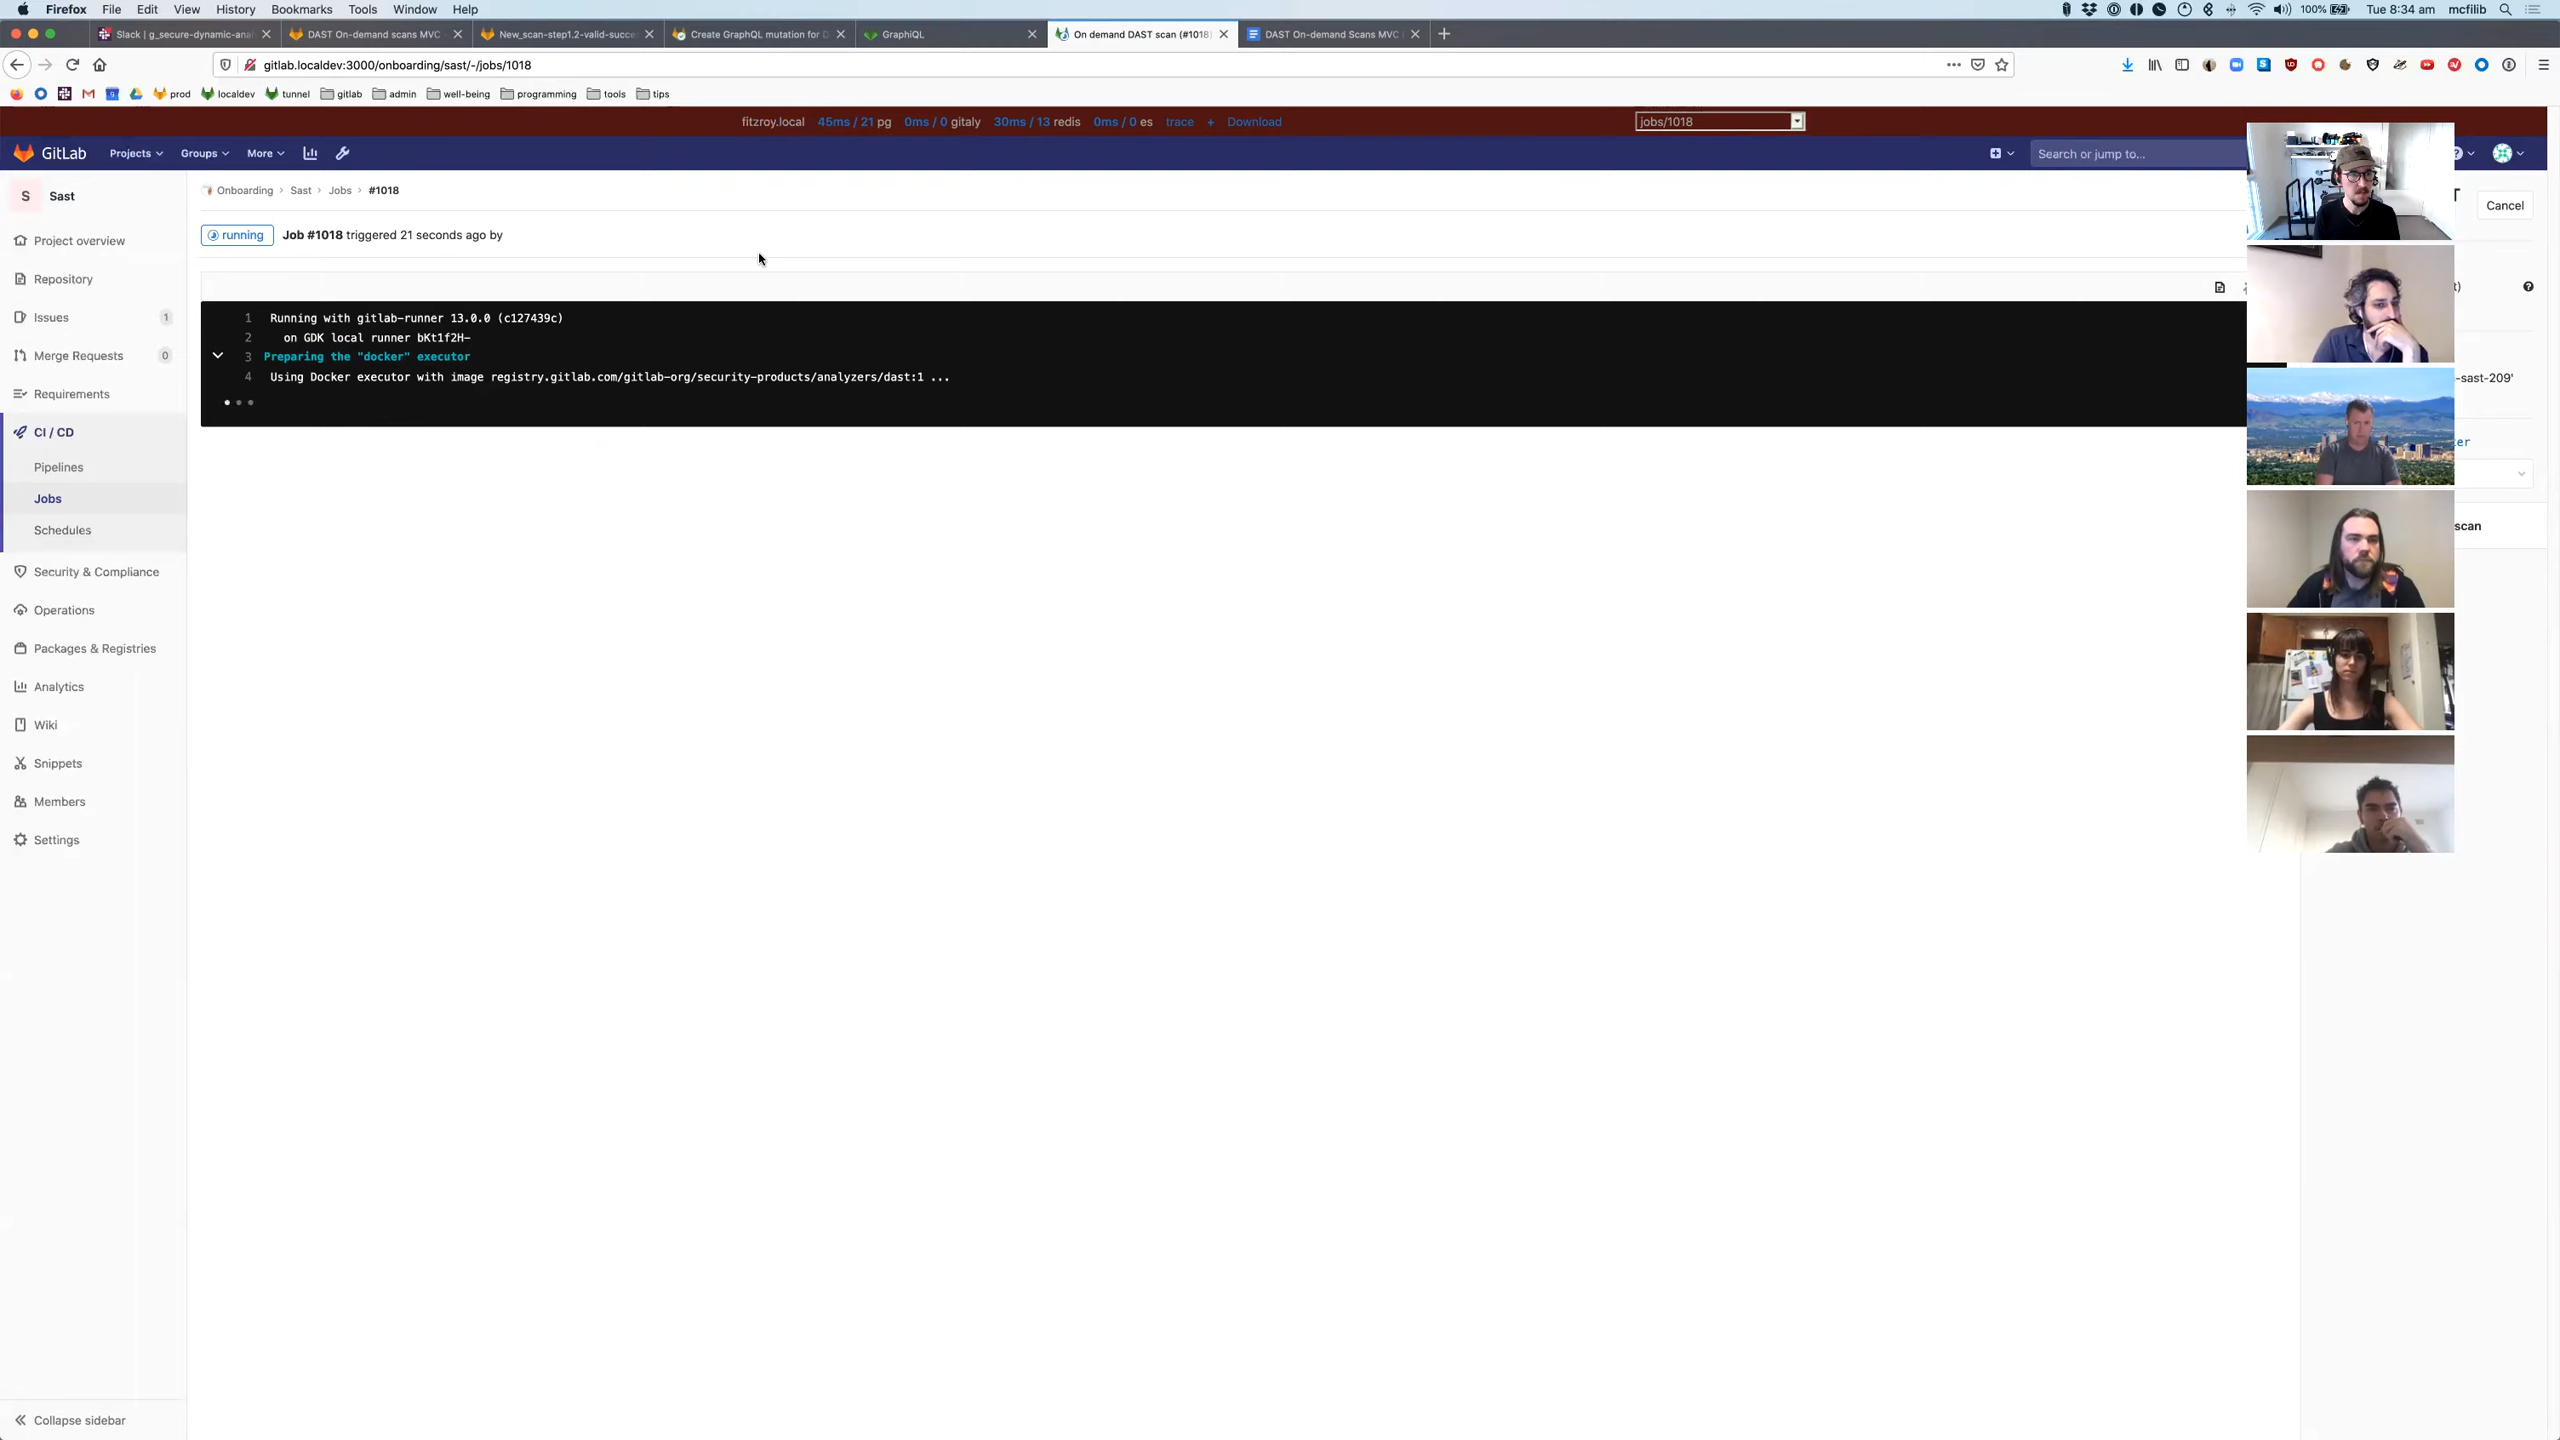 Firefox File Edit View History Bookmarks Tools Window Help 100% Tue 8:34 am mcfilib
Slack | g_secure-dynamic-anal DAST On-demand scans MVC New_scan-step1.2-valid-succe Create GraphQL mutation for D GraphiQL On demand DAST scan (#1018) DAST On-demand Scans MVC
gitlab.localdev:3000/onboarding/sast/-/jobs/1018
prod localdev tunnel gitlab admin well-being programming tools tips
fitzroy.local 45ms / 21 pg 0ms / 0 gitaly 30ms / 13 redis 0ms / 0 es trace + Download jobs/1018
GitLab Projects Groups More Search or jump to...
S Sast
Onboarding > Sast > Jobs > #1018
Cancel
running Job #1018 triggered 21 seconds ago by
Project overview
Repository
Issues 1
Merge Requests 0
Requirements
CI / CD
Pipelines
Jobs
Schedules
Security & Compliance
Operations
Packages & Registries
Analytics
Wiki
Snippets
Members
Settings
Collapse sidebar
1 Running with gitlab-runner 13.0.0 (c127439c)
2 on GDK local runner bKt1f2H-
3 Preparing the "docker" executor
4 Using Docker executor with image registry.gitlab.com/gitlab-org/security-products/analyzers/dast:1 ...
-sast-209'
er
scan